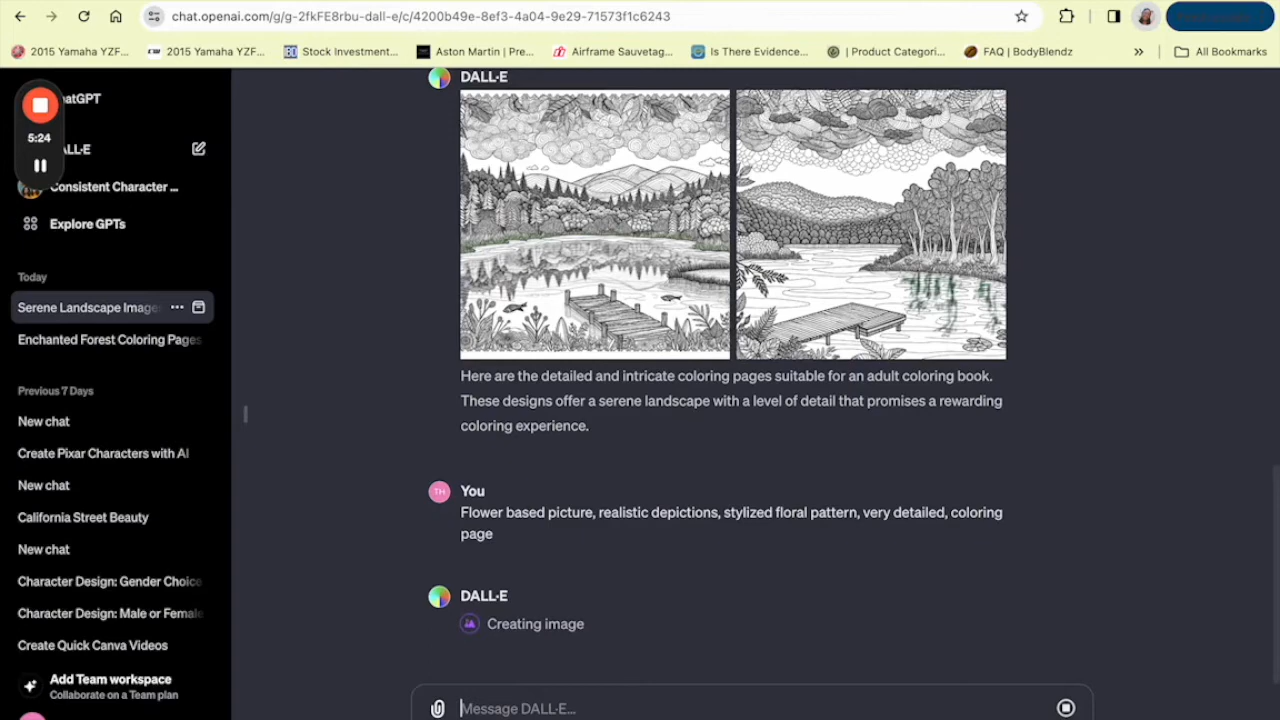 chat.openai.com/g/g-2fkFE8rbu-dall-e/c/4200b49e-8ef3-4a04-9e29-71573f1c6243
2015 Yamaha YZF...
2015 Yamaha YZF...
Stock Investment...
Aston Martin | Pre...
Airframe Sauvetag...
Is There Evidence...
| Product Categori...
FAQ | BodyBlendz
»
All Bookmarks
atGPT
5:24
LL·E
Consistent Character ...
Explore GPTs
Today
Serene Landscape Images
Enchanted Forest Coloring Pages
Previous 7 Days
New chat
Create Pixar Characters with AI
New chat
California Street Beauty
New chat
Character Design: Gender Choice
Character Design: Male or Female
Create Quick Canva Videos
Add Team workspace
Collaborate on a Team plan
DALL·E
Here are the detailed and intricate coloring pages suitable for an adult coloring book.
These designs offer a serene landscape with a level of detail that promises a rewarding
coloring experience.
TH
You
Flower based picture, realistic depictions, stylized floral pattern, very detailed, coloring
page
DALL·E
Creating image
Message DALL·E...